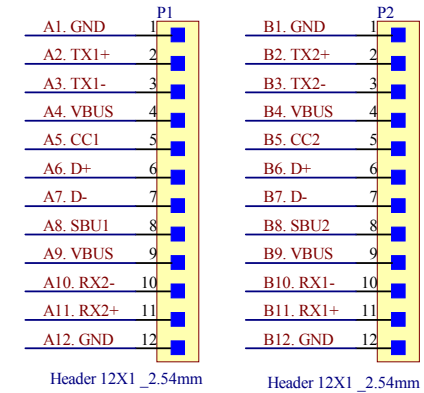 P1
A1. GND 1
A2. TX1+ 2
A3. TX1- 3
A4. VBUS 4
A5. CC1 5
A6. D+ 6
A7. D- 7
A8. SBU1 8
A9. VBUS 9
A10. RX2- 10
A11. RX2+ 11
A12. GND 12
Header 12X1 _2.54mm
P2
B1. GND 1
B2. TX2+ 2
B3. TX2- 3
B4. VBUS 4
B5. CC2 5
B6. D+ 6
B7. D- 7
B8. SBU2 8
B9. VBUS 9
B10. RX1- 10
B11. RX1+ 11
B12. GND 12
Header 12X1 _2.54mm